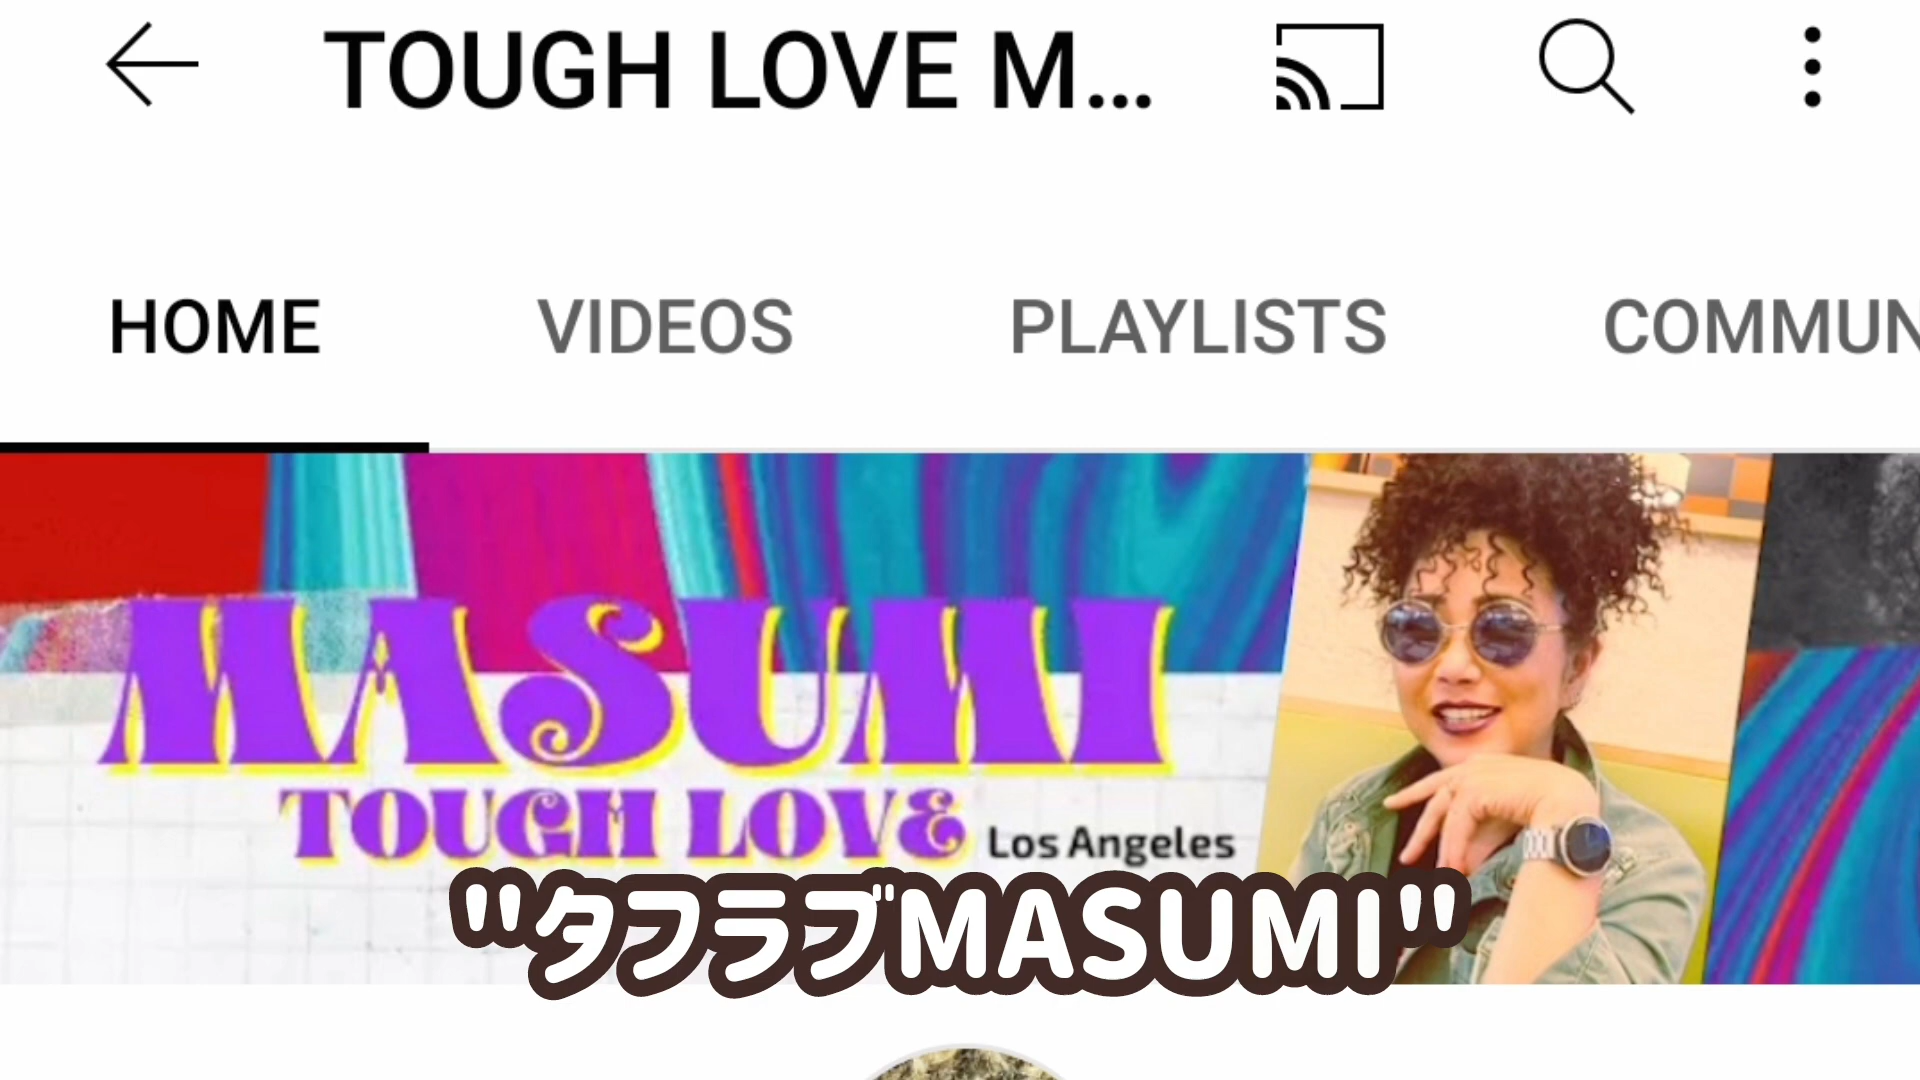 TOUGH LOVE M...
HOME VIDEOS PLAYLISTS COMMUN
MASUMI
TOUGH LOVE Los Angeles
"タフラブMASUMI"